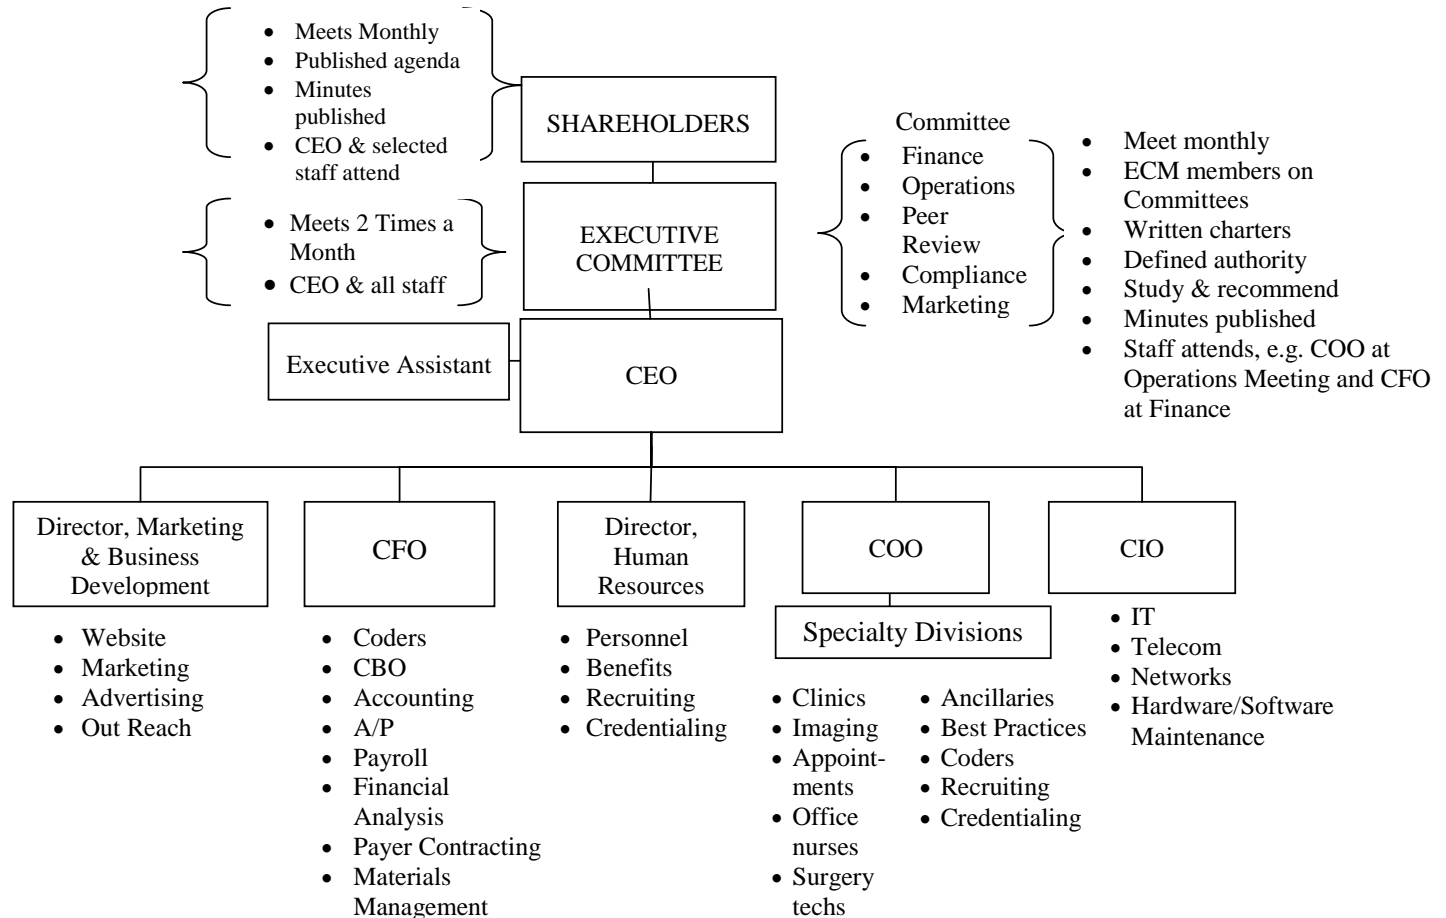 • Meets Monthly
• Published agenda
• Minutes
published
• CEO & selected
staff attend
SHAREHOLDERS
• Meets 2 Times a
Month
• CEO & all staff
EXECUTIVE
COMMITTEE
Committee
• Finance
• Operations
• Peer
Review
• Compliance
• Marketing
• Meet monthly
• ECM members on
Committees
• Written charters
• Defined authority
• Study & recommend
• Minutes published
• Staff attends, e.g. COO at
Operations Meeting and CFO
at Finance
Executive Assistant
CEO
Director, Marketing
& Business
Development
• Website
• Marketing
• Advertising
• Out Reach
CFO
• Coders
• CBO
• Accounting
• A/P
• Payroll
• Financial
Analysis
• Payer Contracting
• Materials
Management
Director,
Human
Resources
• Personnel
• Benefits
• Recruiting
• Credentialing
COO
Specialty Divisions
• Clinics
• Imaging
• Appoint-
ments
• Office
nurses
• Surgery
techs
• Ancillaries
• Best Practices
• Coders
• Recruiting
• Credentialing
CIO
• IT
• Telecom
• Networks
• Hardware/Software
Maintenance